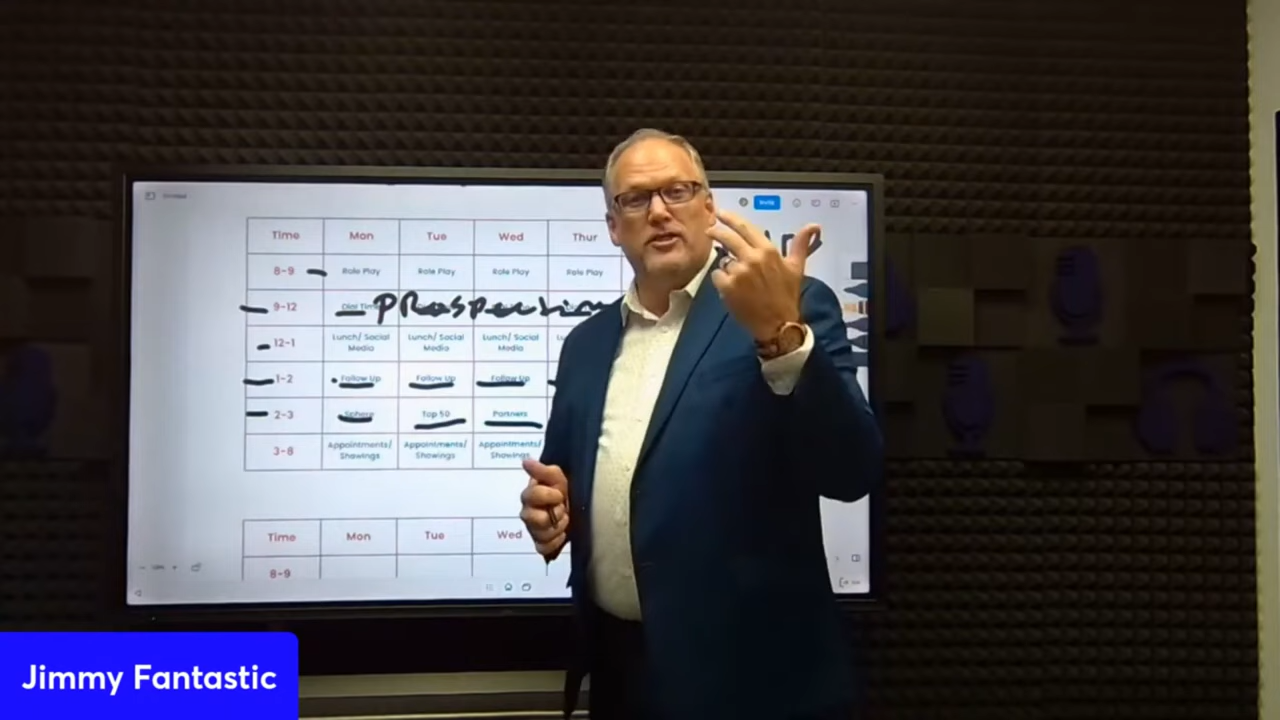 Untitled
Invite
Time Mon Tue Wed Thur
8-9 Role Play Role Play Role Play Role Play
9-12 PRospectin
12-1 Lunch/ Social Media Lunch/ Social Media Lunch/ Social Media
1-2 Follow Up Follow Up Follow Up
2-3 Sphere Top 50 Partners
3-8 Appointments/ Showings Appointments/ Showings Appointments/ Showings
Time Mon Tue Wed
8-9
Jimmy Fantastic